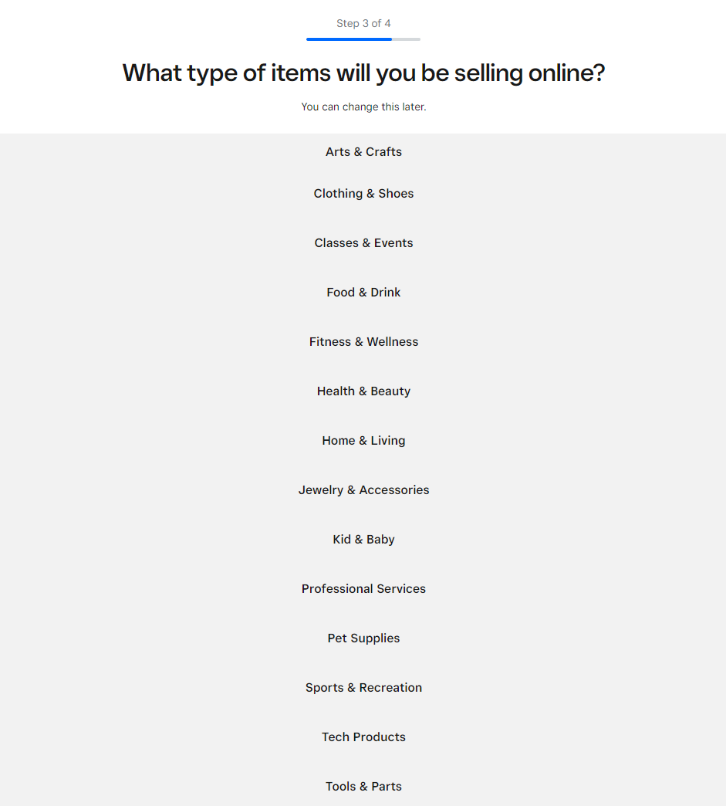 Step 3 of 4
What type of items will you be selling online?
You can change this later.
Arts & Crafts
Clothing & Shoes
Classes & Events
Food & Drink
Fitness & Wellness
Health & Beauty
Home & Living
Jewelry & Accessories
Kid & Baby
Professional Services
Pet Supplies
Sports & Recreation
Tech Products
Tools & Parts